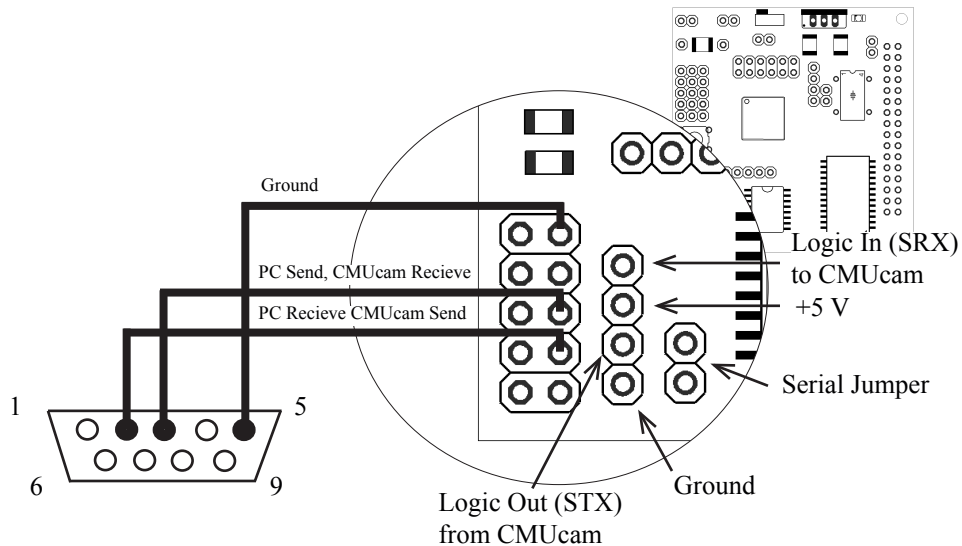 Ground
PC Send, CMUcam Recieve
PC Recieve CMUcam Send
Logic In (SRX)
to CMUcam
+5 V
Serial Jumper
1
5
6
9
Ground
Logic Out (STX)
from CMUcam